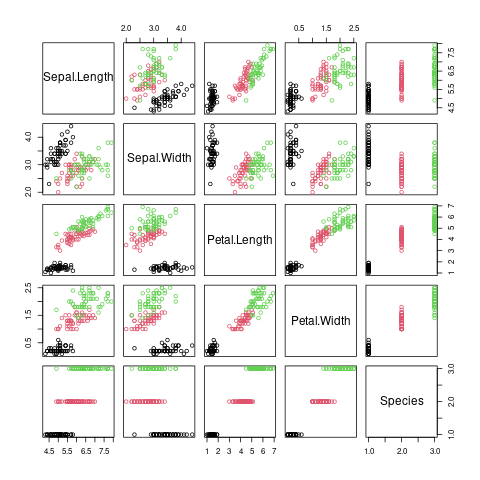 2.0 3.0 4.0 0.5 1.5 2.5
Sepal.Length
4.5 5.5 6.5 7.5
2.0 3.0 4.0
Sepal.Width
Petal.Length
1 2 3 4 5 6 7
0.5 1.5 2.5
Petal.Width
Species
1.0 2.0 3.0
4.5 5.5 6.5 7.5 1 2 3 4 5 6 7 1.0 2.0 3.0